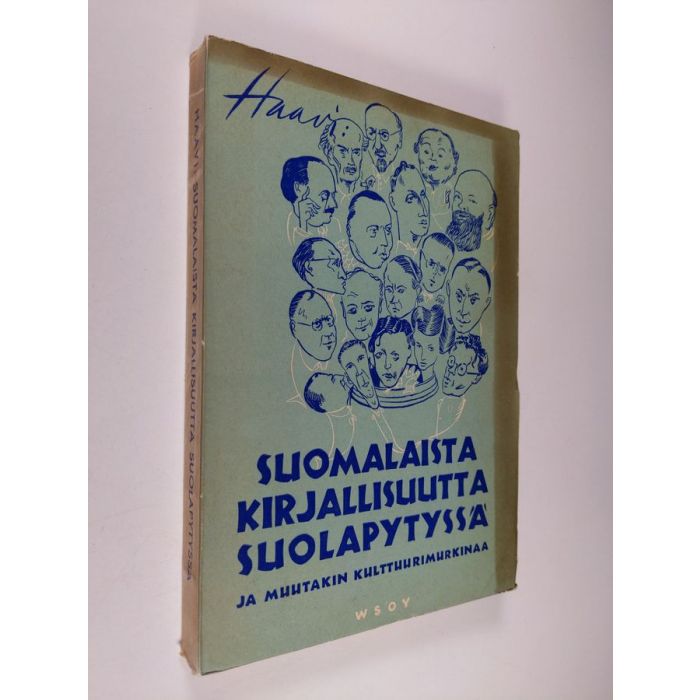 Haavi
SUOMALAISTA
KIRJALLISUUTTA
SUOLAPYTYSSÄ
JA MUUTAKIN KULTTUURIMURKINAA
WSOY
HAAVI: SUOMALAISTA KIRJALLISUUTTA SUOLAPYTYSSÄ